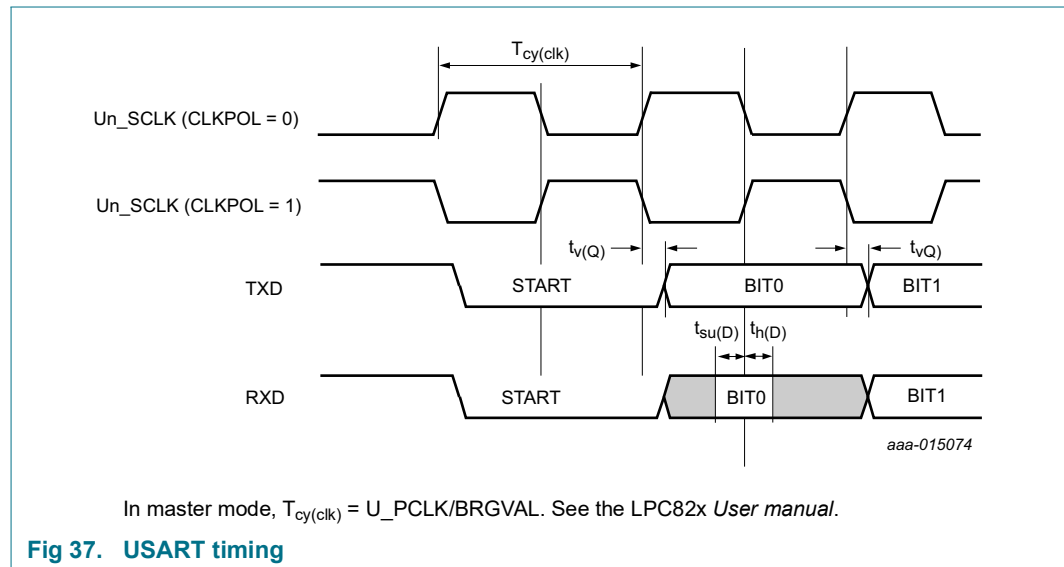 Tcy(clk)
Un_SCLK (CLKPOL = 0)
Un_SCLK (CLKPOL = 1)
tv(Q)
tvQ)
TXD
START
BIT0
BIT1
tsu(D)
th(D)
RXD
START
BIT0
BIT1
aaa-015074
In master mode, Tcy(clk) = U_PCLK/BRGVAL. See the LPC82x User manual.
Fig 37. USART timing